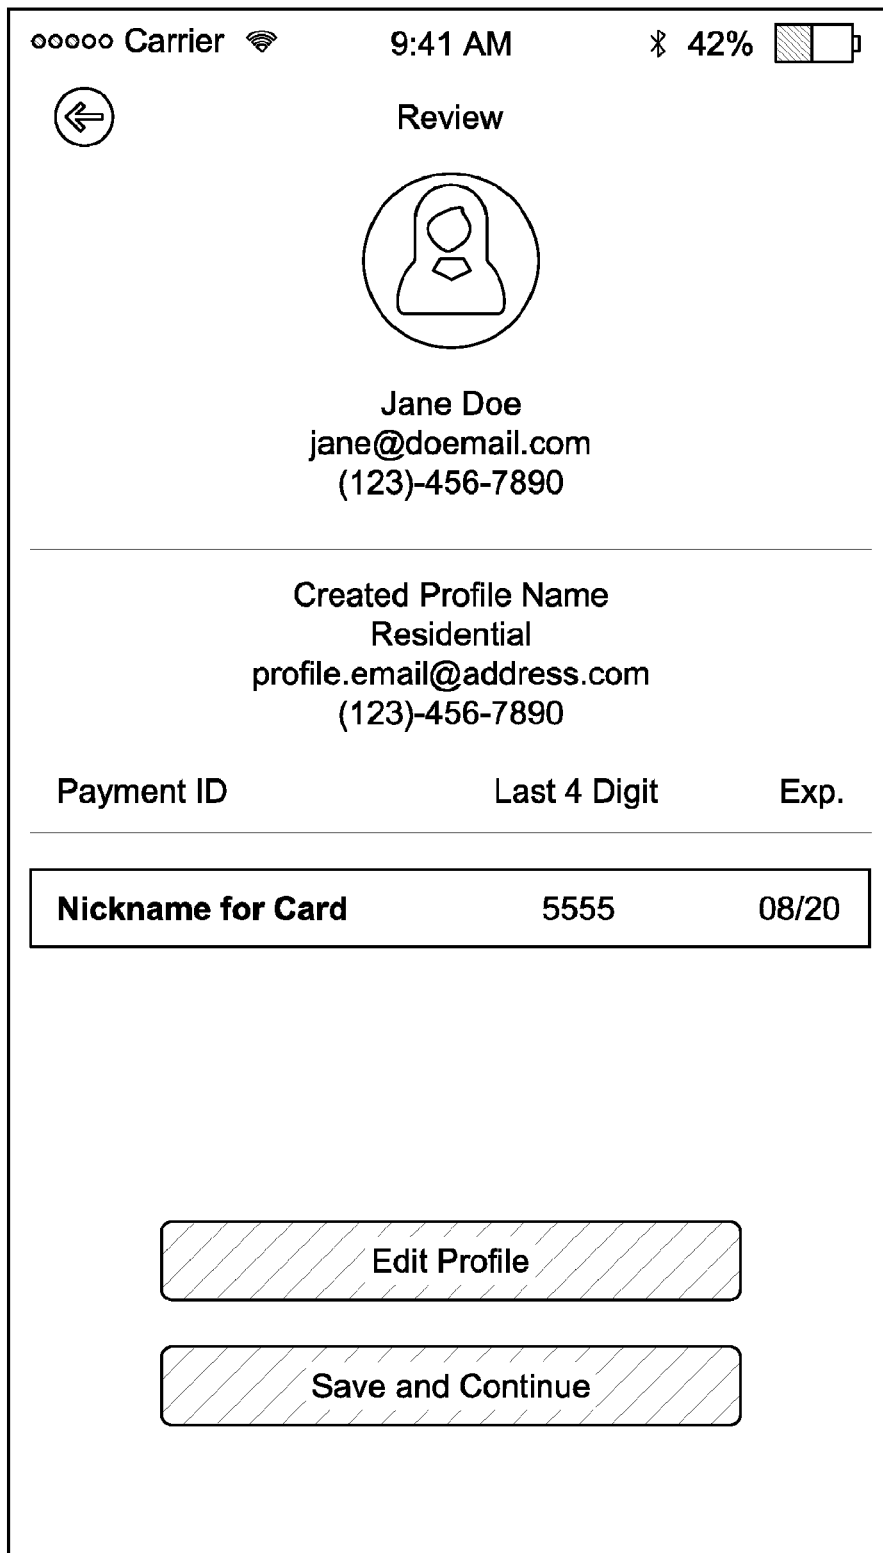 Carrier 9:41 AM 42%
Review
Jane Doe
jane@doemail.com
(123)-456-7890
Created Profile Name
Residential
profile.email@address.com
(123)-456-7890
Payment ID Last 4 Digit Exp.
Nickname for Card 5555 08/20
Edit Profile
Save and Continue